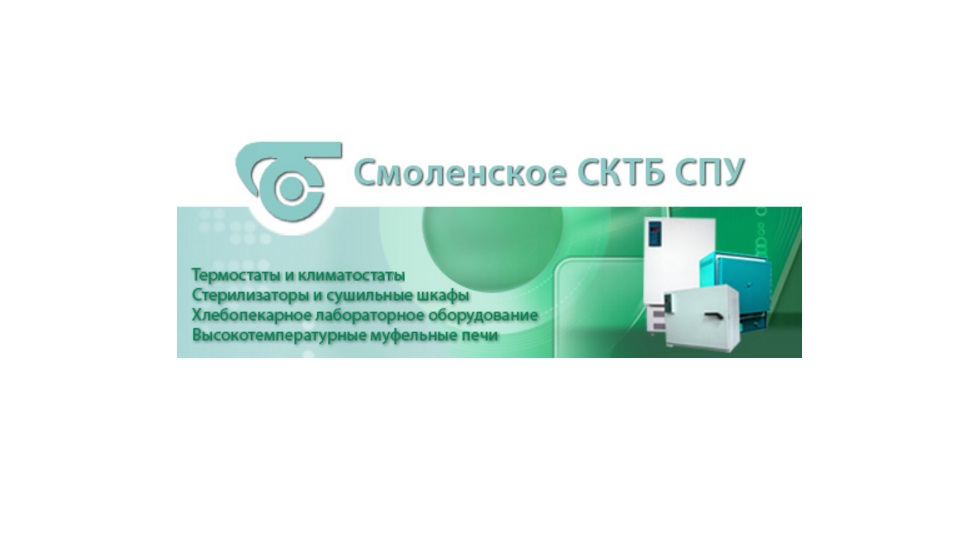 Смоленское СКТБ СПУ
Термостаты и климатостаты
Стерилизаторы и сушильные шкафы
Хлебопекарное лабораторное оборудование
Высокотемпературные муфельные печи